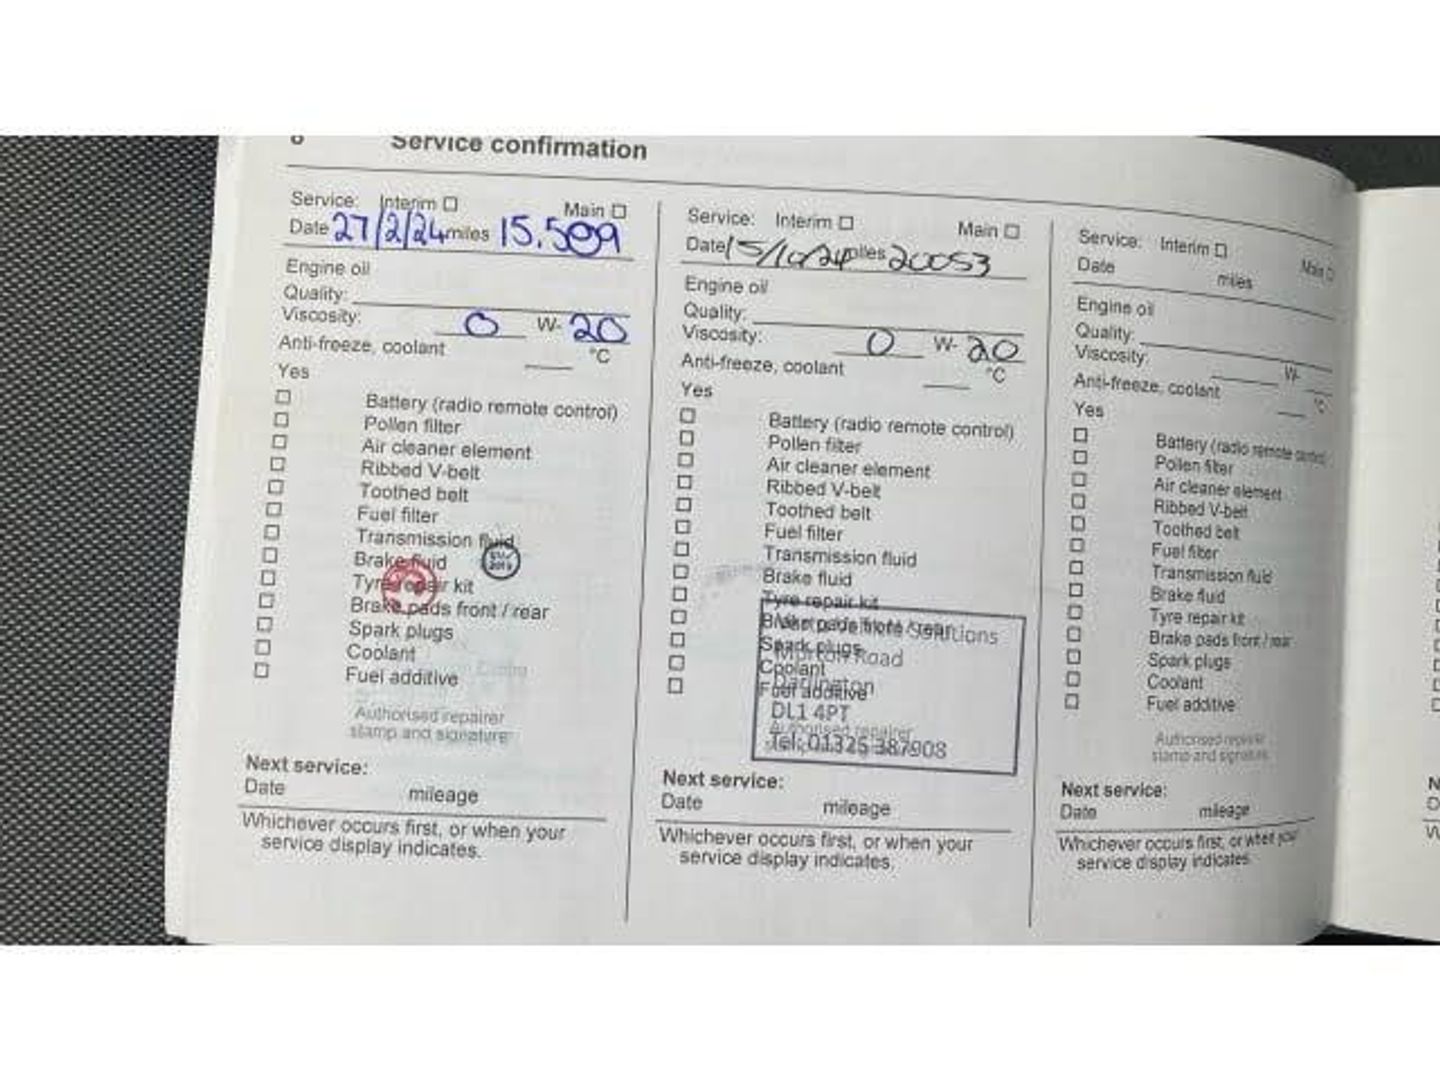 8 Service confirmation
Service: Interim ☐ Main ☐
Date 27/2/24 miles 15.509
Engine oil
Quality:
Viscosity: 0 W- 20
Anti-freeze, coolant °C
Yes
☐ Battery (radio remote control)
☐ Pollen filter
☐ Air cleaner element
☐ Ribbed V-belt
☐ Toothed belt
☐ Fuel filter
☐ Transmission fluid
☐ Brake fluid
☐ Tyre repair kit
☐ Brake pads front / rear
☐ Spark plugs
☐ Coolant
☐ Fuel additive
Authorised repairer
stamp and signature
Next service:
Date mileage
Whichever occurs first, or when your
service display indicates.
Service: Interim ☐ Main ☐
Date 15/10/24 miles 20053
Engine oil
Quality:
Viscosity: 0 W- 20
Anti-freeze, coolant °C
Yes
☐ Battery (radio remote control)
☐ Pollen filter
☐ Air cleaner element
☐ Ribbed V-belt
☐ Toothed belt
☐ Fuel filter
☐ Transmission fluid
☐ Brake fluid
☐ Tyre repair kit
☐ Brake pads front / rear
☐ Spark plugs
☐ Coolant
☐ Fuel additive
Road
Darlington
DL1 4PT
Authorised repairer
Tel: 01325 387908
Next service:
Date mileage
Whichever occurs first, or when your
service display indicates.
Service: Interim ☐ Main ☐
Date miles
Engine oil
Quality:
Viscosity: W-
Anti-freeze, coolant °C
Yes
☐ Battery (radio remote control)
☐ Pollen filter
☐ Air cleaner element
☐ Ribbed V-belt
☐ Toothed belt
☐ Fuel filter
☐ Transmission fluid
☐ Brake fluid
☐ Tyre repair kit
☐ Brake pads front / rear
☐ Spark plugs
☐ Coolant
☐ Fuel additive
Authorised repairer
stamp and signature
Next service:
Date mileage
Whichever occurs first, or when your
service display indicates.